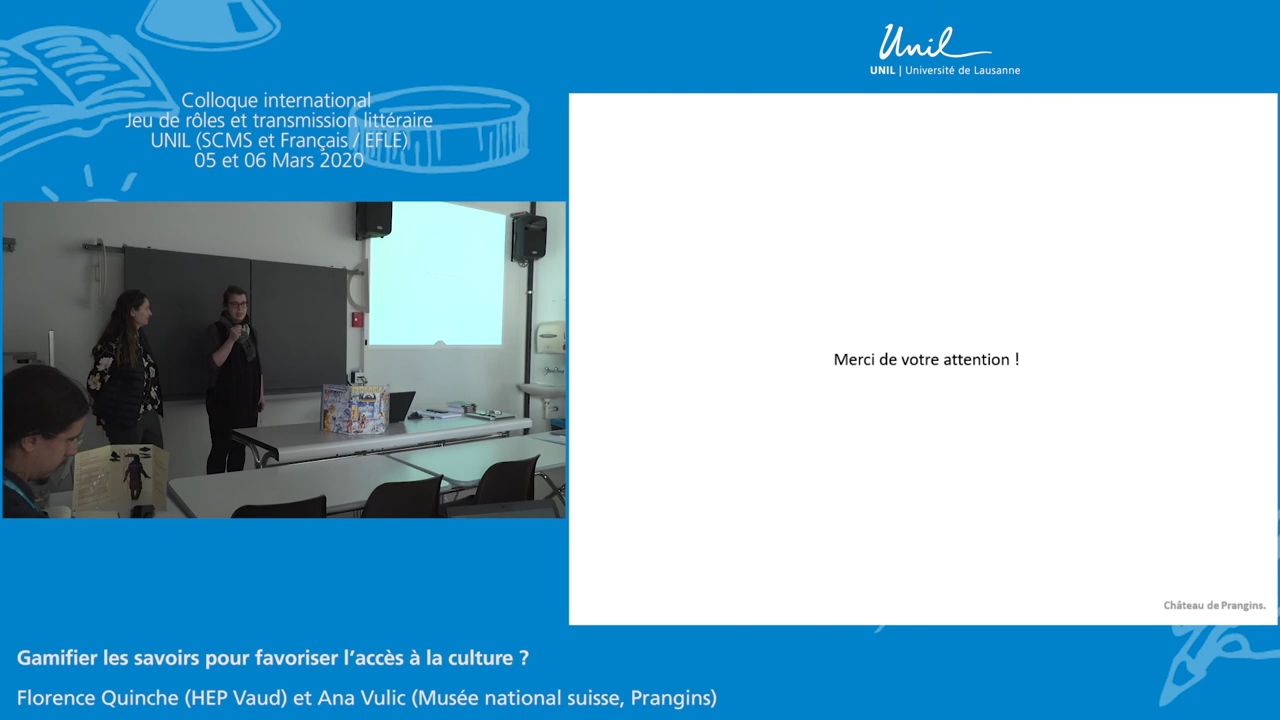 Unil
UNIL | Université de Lausanne
Colloque international
Jeu de rôles et transmission littéraire
UNIL (SCMS et Français / EFLE)
05 et 06 Mars 2020
Merci de votre attention !
Château de Prangins.
Gamifier les savoirs pour favoriser l'accès à la culture ?
Florence Quinche (HEP Vaud) et Ana Vulic (Musée national suisse, Prangins)